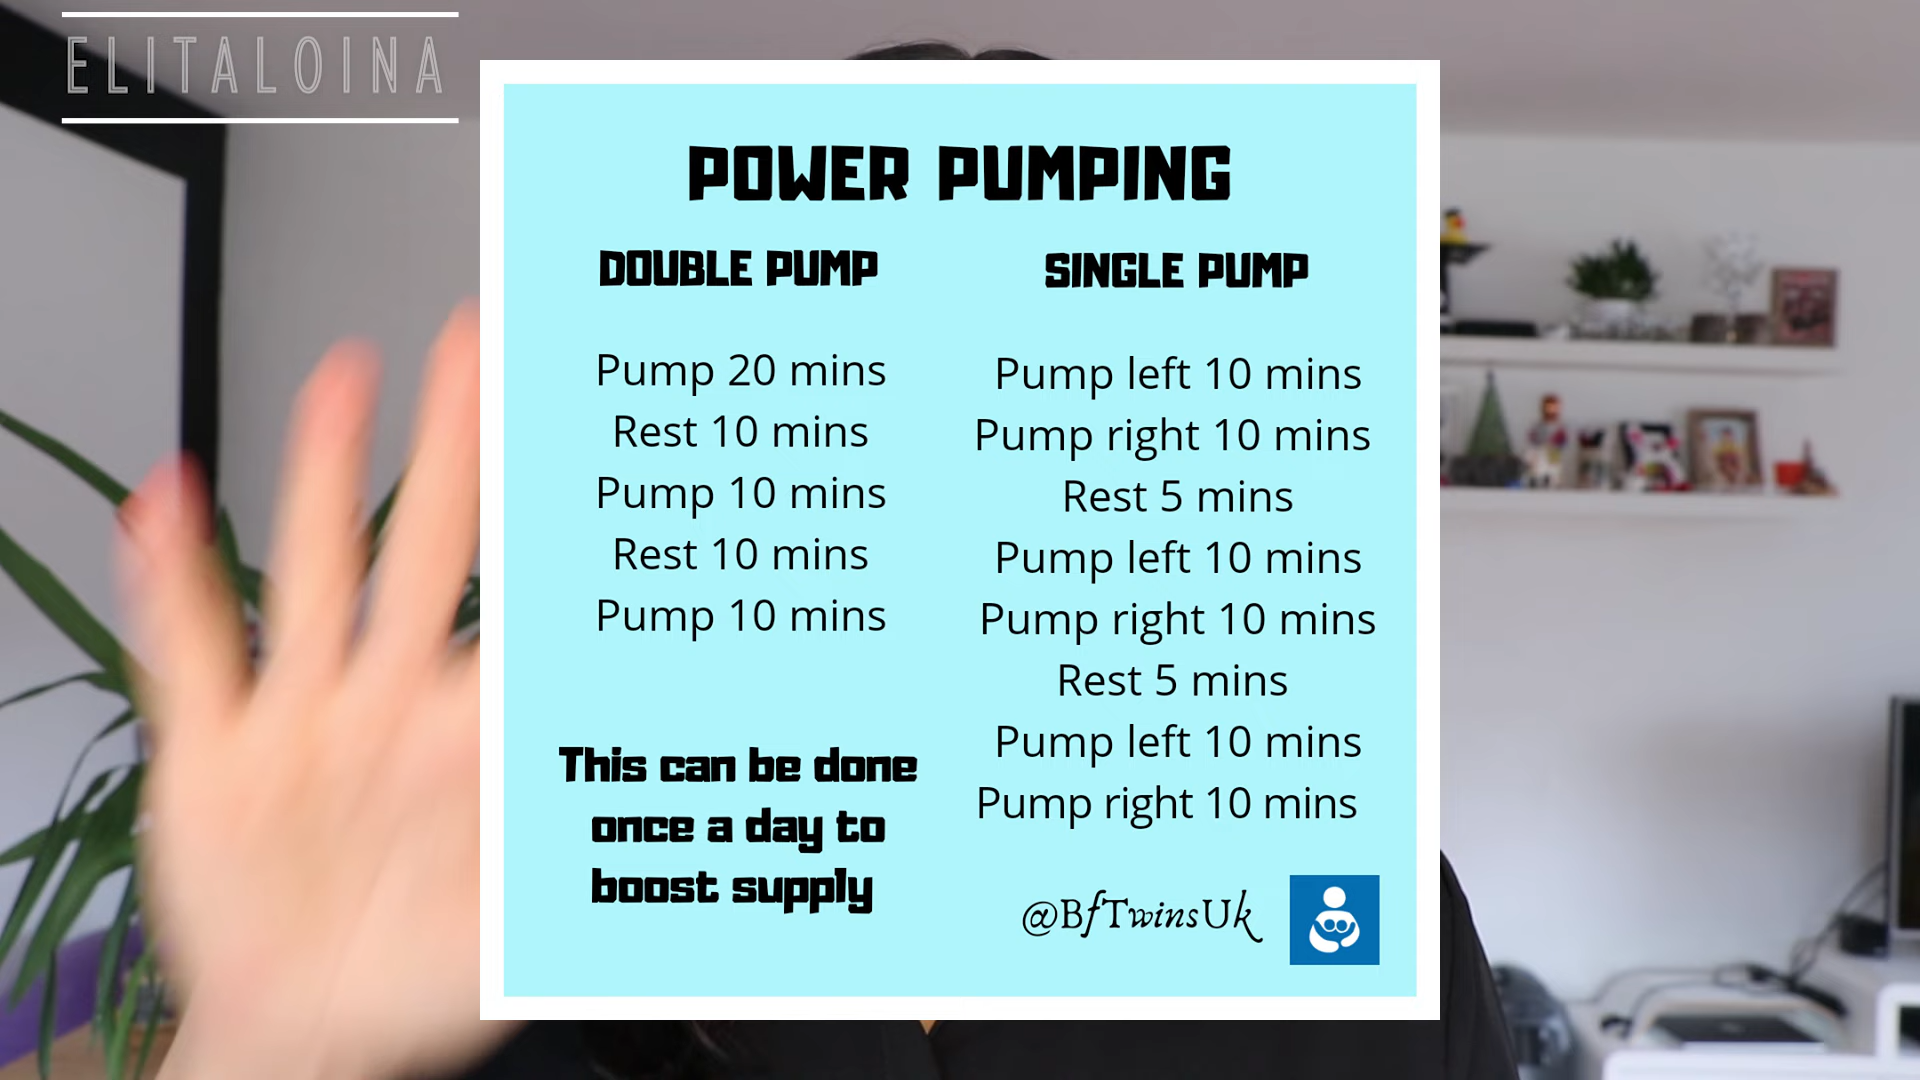 ELITALOINA
POWER PUMPING
DOUBLE PUMP
Pump 20 mins
Rest 10 mins
Pump 10 mins
Rest 10 mins
Pump 10 mins
This can be done
once a day to
boost supply
SINGLE PUMP
Pump left 10 mins
Pump right 10 mins
Rest 5 mins
Pump left 10 mins
Pump right 10 mins
Rest 5 mins
Pump left 10 mins
Pump right 10 mins
@BfTwinsUk